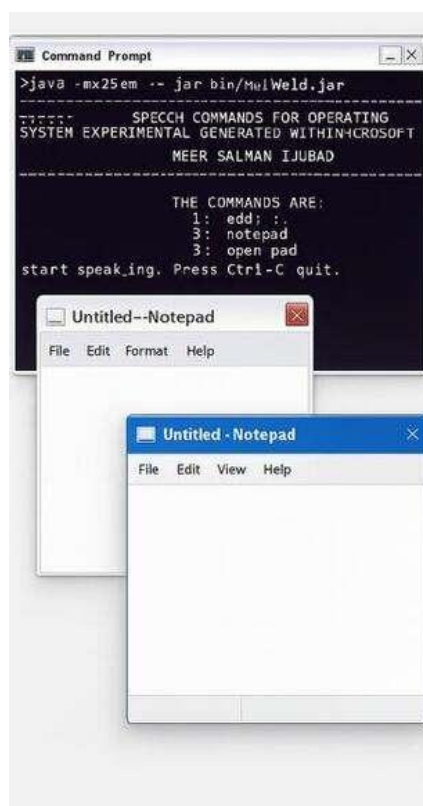 Command Prompt
>java -mx25em -- jar bin/MelWeld.jar
SPECCH COMMANDS FOR OPERATING
SYSTEM EXPERIMENTAL GENERATED WITHIN
MEER SALMAN IJUBAD
THE COMMANDS ARE:
1: edd; :.
3: notepad
3: open pad
start speak_ing. Press Ctrl-C quit.
Untitled--Notepad
File Edit Format Help
Untitled - Notepad
File Edit View Help